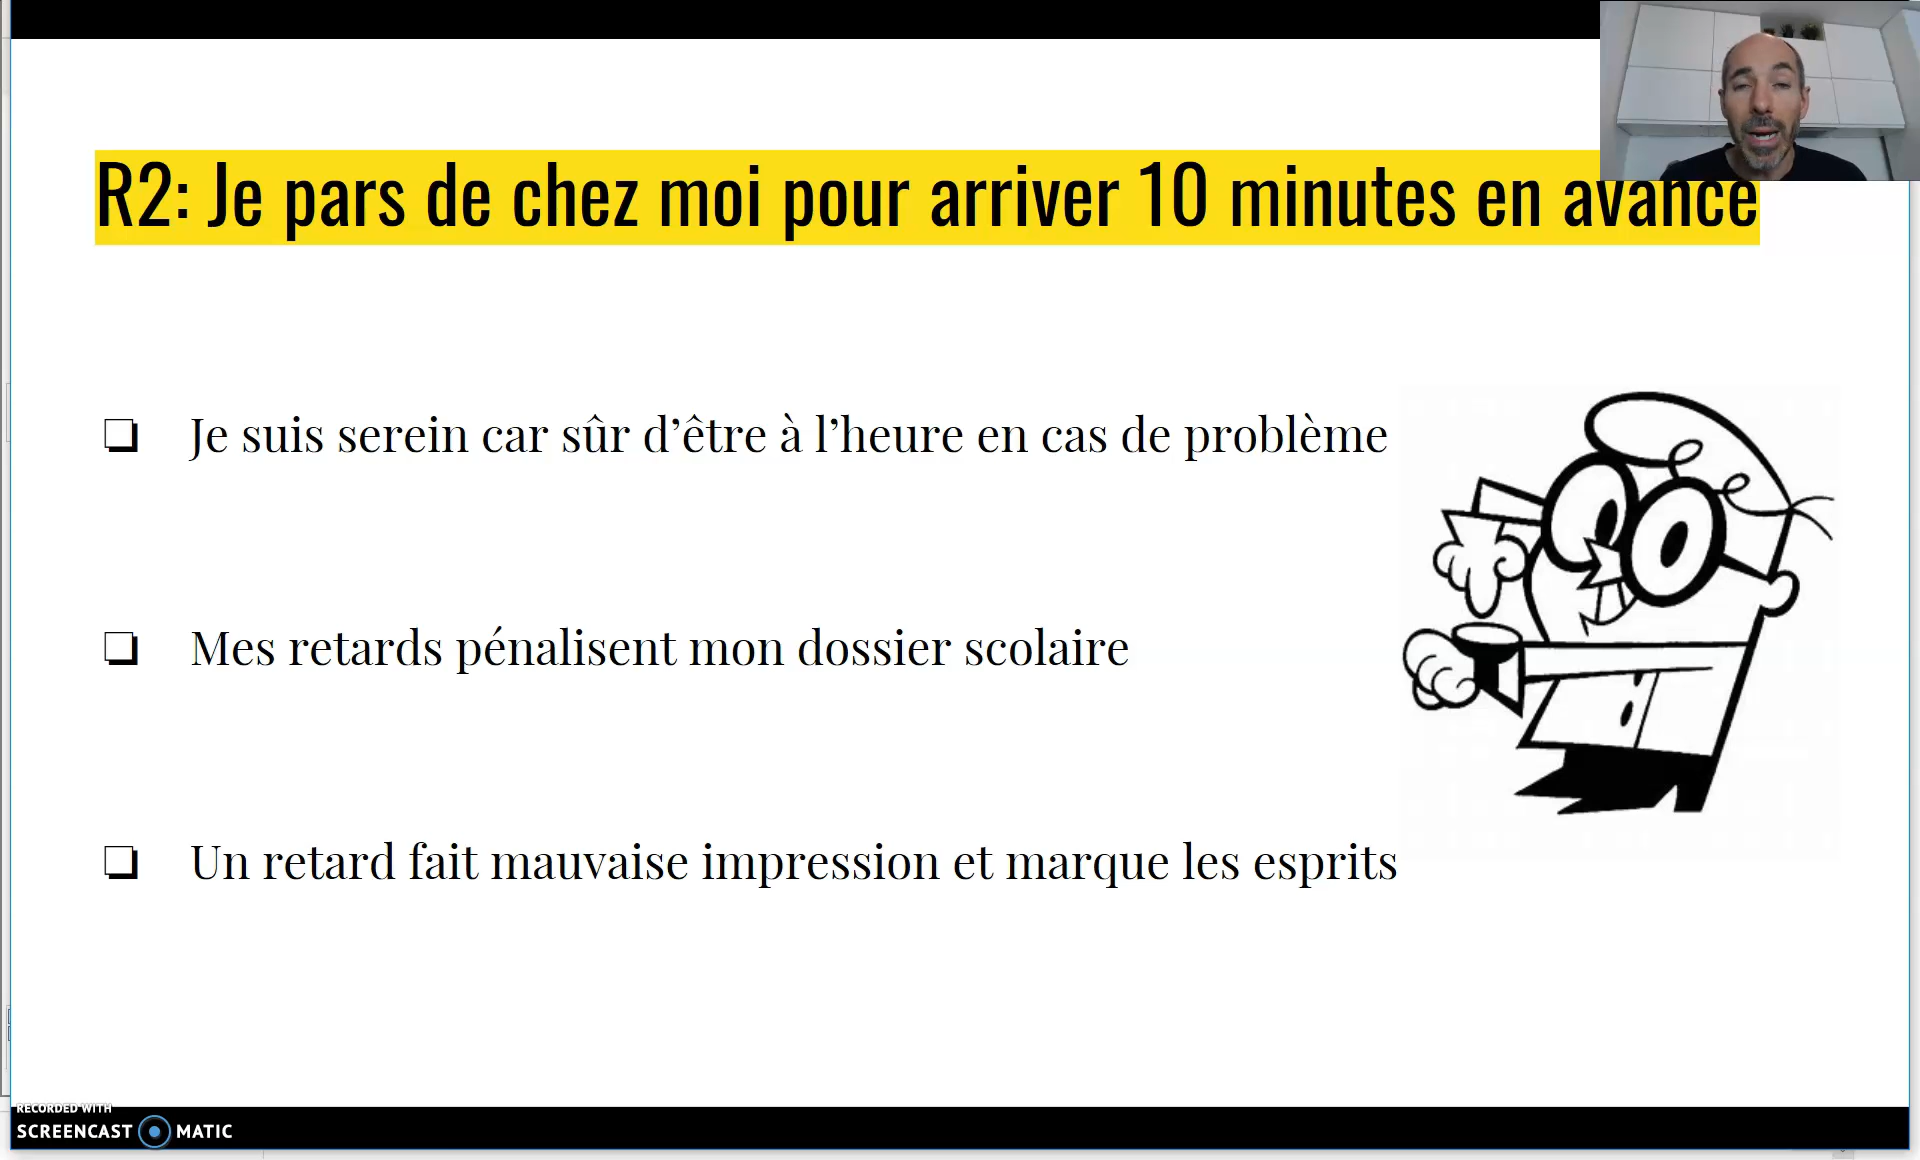 R2: Je pars de chez moi pour arriver 10 minutes en avance
❏ Je suis serein car sûr d’être à l’heure en cas de problème
❏ Mes retards pénalisent mon dossier scolaire
❏ Un retard fait mauvaise impression et marque les esprits
RECORDED WITH
SCREENCAST MATIC